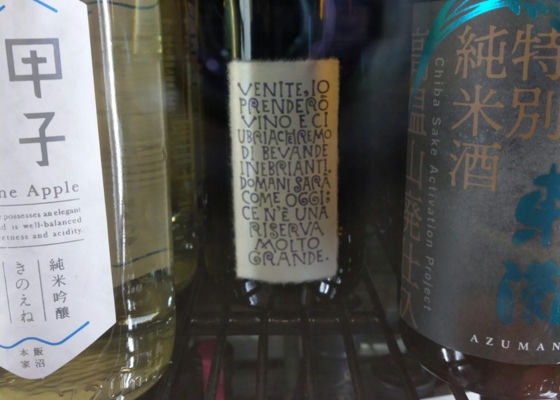 甲子
ne Apple
possesses an elegant
d is well-balanced
etness and acidity.
純米吟醸
きのえね
飯沼
本家
VENITE, IO
PRENDERÒ
VINO E CI
UBRIACHEREMO
DI BEVANDE
INEBRIANTI.
DOMANI SARÀ
COME OGGI:
CE N'È UNA
RISERVA
MOLTO
GRANDE.
特別
純米酒
Chiba Sake Activation Project
AZUMAN